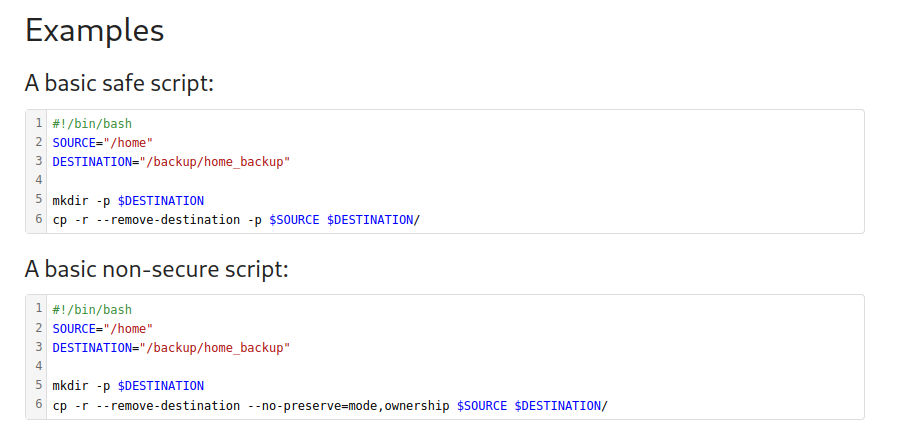 Examples
A basic safe script:
1 #!/bin/bash
2 SOURCE="/home"
3 DESTINATION="/backup/home_backup"
4
5 mkdir -p $DESTINATION
6 cp -r --remove-destination -p $SOURCE $DESTINATION/
A basic non-secure script:
1 #!/bin/bash
2 SOURCE="/home"
3 DESTINATION="/backup/home_backup"
4
5 mkdir -p $DESTINATION
6 cp -r --remove-destination --no-preserve=mode,ownership $SOURCE $DESTINATION/